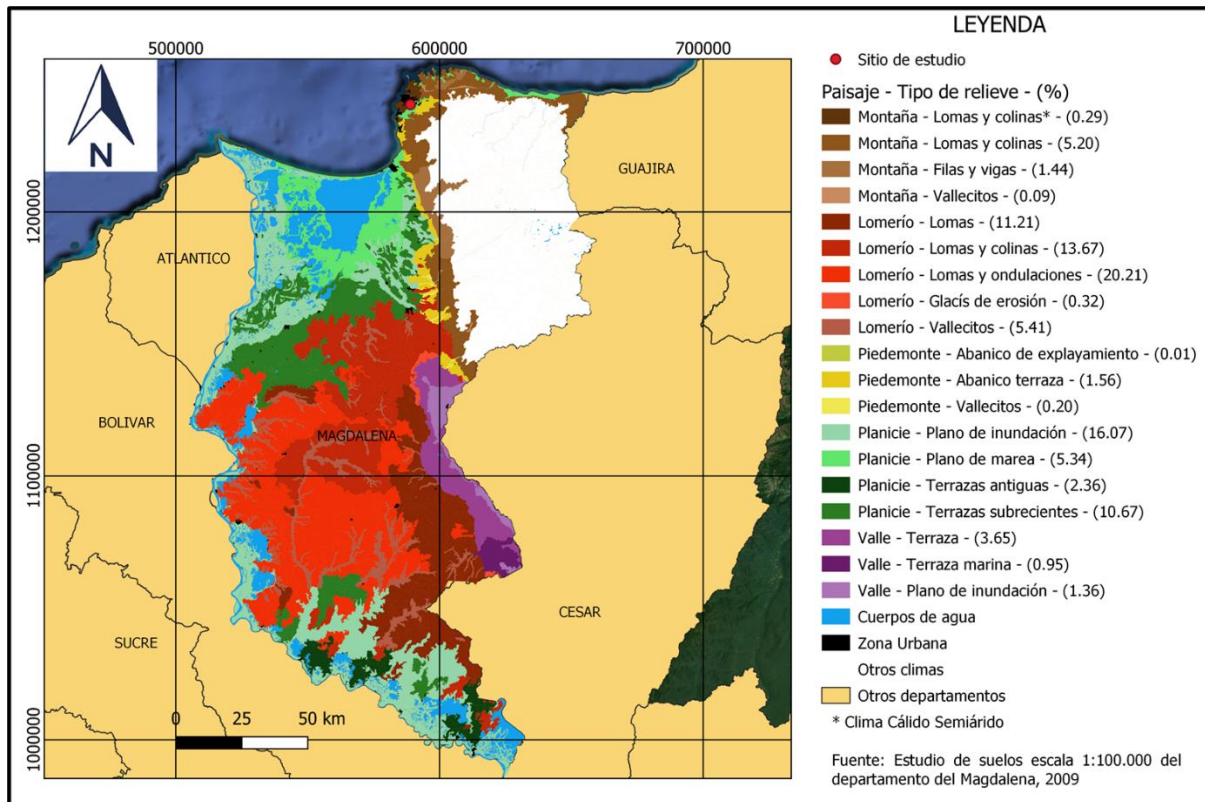 LEYENDA
500000
600000
700000
Sitio de estudio
Paisaje - Tipo de relieve - (%)
Montaña - Lomas y colinas* - (0.29)
Montaña - Lomas y colinas - (5.20)
Montaña - Filas y vigas - (1.44)
Montaña - Vallecitos - (0.09)
Lomerío - Lomas - (11.21)
Lomerío - Lomas y colinas - (13.67)
Lomerío - Lomas y ondulaciones - (20.21)
Lomerío - Glacís de erosión - (0.32)
Lomerío - Vallecitos - (5.41)
Piedemonte - Abanico de explayamiento - (0.01)
Piedemonte - Abanico terraza - (1.56)
Piedemonte - Vallecitos - (0.20)
Planicie - Plano de inundación - (16.07)
Planicie - Plano de marea - (5.34)
Planicie - Terrazas antiguas - (2.36)
Planicie - Terrazas subrecientes - (10.67)
Valle - Terraza - (3.65)
Valle - Terraza marina - (0.95)
Valle - Plano de inundación - (1.36)
Cuerpos de agua
Zona Urbana
Otros climas
Otros departamentos
* Clima Cálido Semiárido
Fuente: Estudio de suelos escala 1:100.000 del
departamento del Magdalena, 2009
N
GUAJIRA
1200000
ATLANTICO
BOLIVAR
MAGDALENA
1100000
CESAR
SUCRE
0 25 50 km
1000000